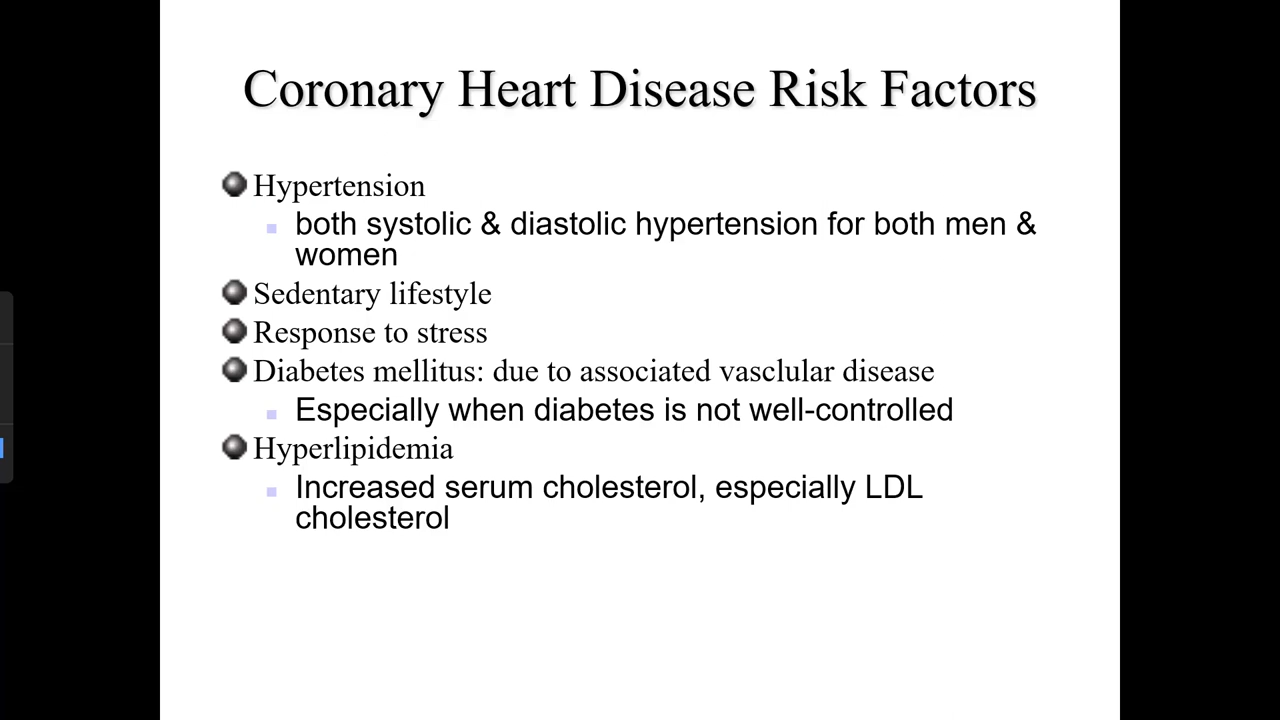 Coronary Heart Disease Risk Factors
Hypertension
both systolic & diastolic hypertension for both men &
women
Sedentary lifestyle
Response to stress
Diabetes mellitus: due to associated vasclular disease
Especially when diabetes is not well-controlled
Hyperlipidemia
Increased serum cholesterol, especially LDL
cholesterol